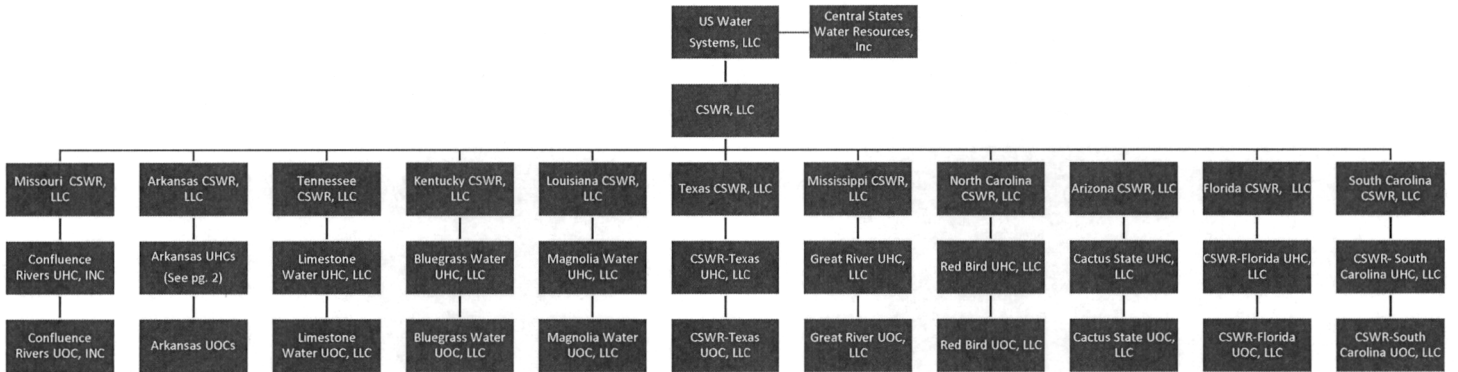 US Water
Systems, LLC
Central States
Water Resources,
Inc
CSWR, LLC
Missouri CSWR,
LLC
Arkansas CSWR,
LLC
Tennessee
CSWR, LLC
Kentucky CSWR,
LLC
Louisiana CSWR,
LLC
Texas CSWR, LLC
Mississippi CSWR,
LLC
North Carolina
CSWR, LLC
Arizona CSWR, LLC
Florida CSWR, LLC
South Carolina
CSWR, LLC
Confluence
Rivers UHC, INC
Arkansas UHCs
(See pg. 2)
Limestone
Water UHC, LLC
Bluegrass Water
UHC, LLC
Magnolia Water
UHC, LLC
CSWR-Texas
UHC, LLC
Great River UHC,
LLC
Red Bird UHC, LLC
Cactus State UHC,
LLC
CSWR-Florida UHC,
LLC
CSWR- South
Carolina UHC, LLC
Confluence
Rivers UOC, INC
Arkansas UOCs
Limestone
Water UOC, LLC
Bluegrass Water
UOC, LLC
Magnolia Water
UOC, LLC
CSWR-Texas
UOC, LLC
Great River UOC,
LLC
Red Bird UOC, LLC
Cactus State UOC,
LLC
CSWR-Florida
UOC, LLC
CSWR-South
Carolina UOC, LLC